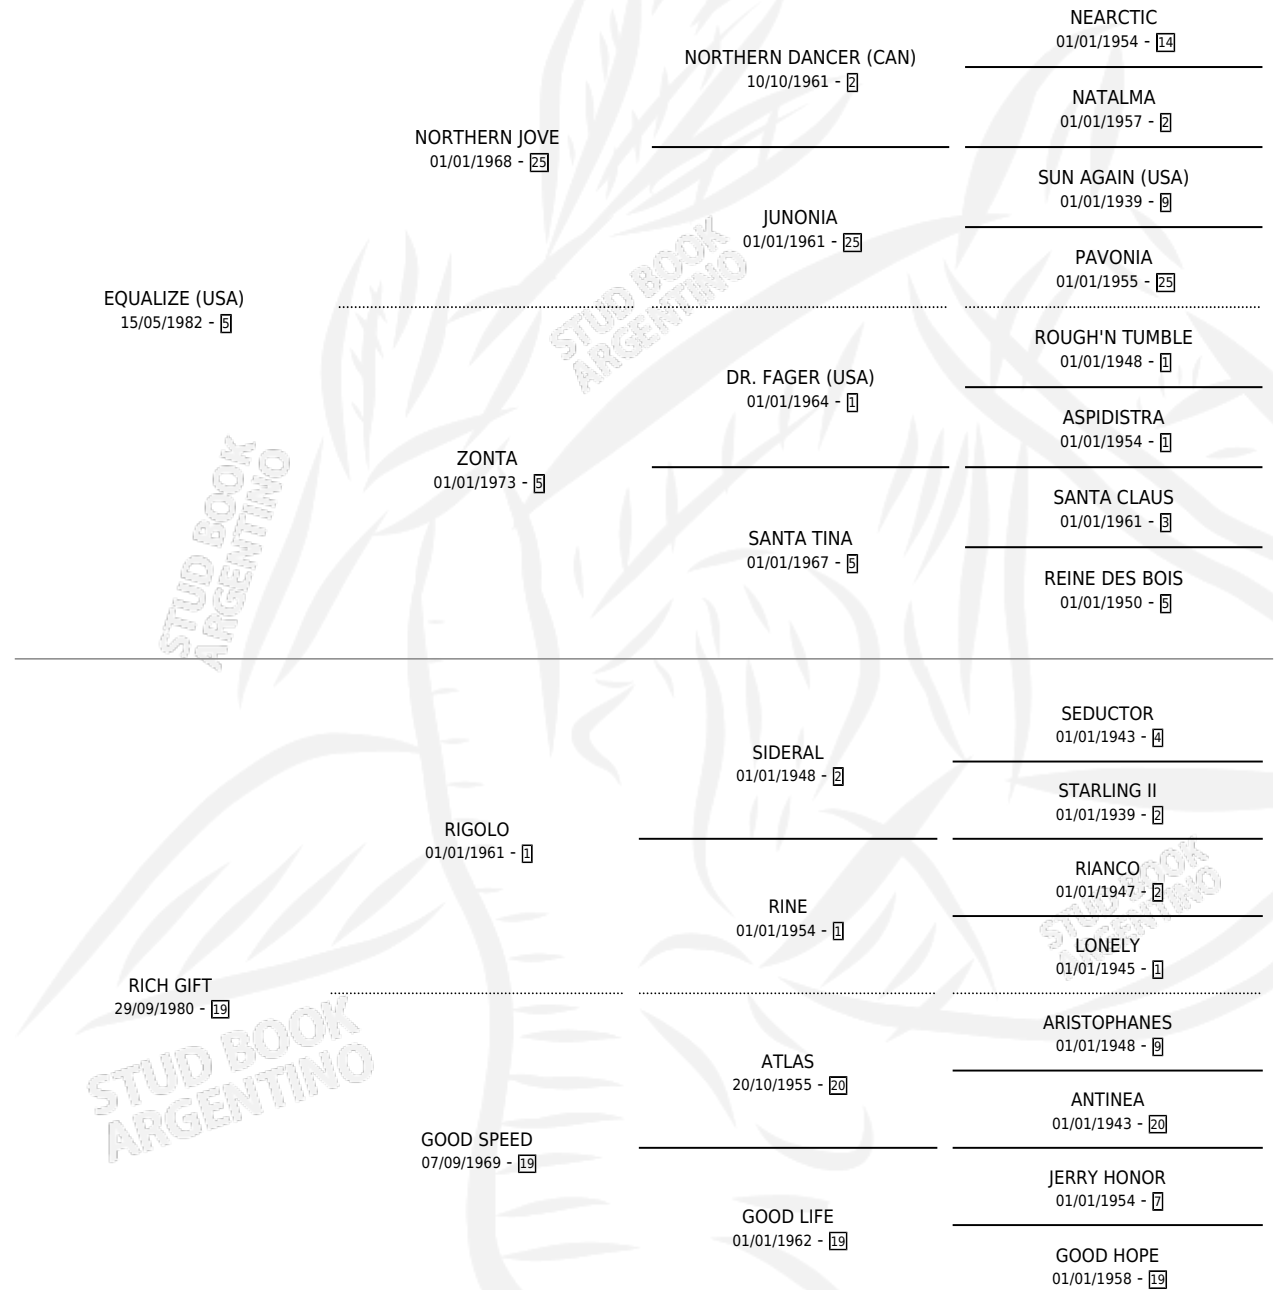 NEARCTIC
01/01/1954 - 14
NORTHERN DANCER (CAN)
10/10/1961 - 2
NATALMA
01/01/1957 - 2
NORTHERN JOVE
01/01/1968 - 25
SUN AGAIN (USA)
01/01/1939 - 9
JUNONIA
01/01/1961 - 25
PAVONIA
01/01/1955 - 25
EQUALIZE (USA)
15/05/1982 - 5
STUD BOOK
ARGENTINO
ROUGH'N TUMBLE
01/01/1948 - 1
DR. FAGER (USA)
01/01/1964 - 1
ASPIDISTRA
01/01/1954 - 1
ZONTA
01/01/1973 - 5
SANTA CLAUS
01/01/1961 - 3
SANTA TINA
01/01/1967 - 5
REINE DES BOIS
01/01/1950 - 5
STUD BOOK
ARGENTINO
SEDUCTOR
01/01/1943 - 4
SIDERAL
01/01/1948 - 2
STARLING II
01/01/1939 - 2
RIGOLO
01/01/1961 - 1
RIANCO
01/01/1947 - 2
RINE
01/01/1954 - 1
LONELY
01/01/1945 - 1
STUD BOOK
ARGENTINO
RICH GIFT
29/09/1980 - 19
STUD BOOK
ARGENTINO
ARISTOPHANES
01/01/1948 - 9
ATLAS
20/10/1955 - 20
ANTINEA
01/01/1943 - 20
GOOD SPEED
07/09/1969 - 19
JERRY HONOR
01/01/1954 - 7
GOOD LIFE
01/01/1962 - 19
GOOD HOPE
01/01/1958 - 19